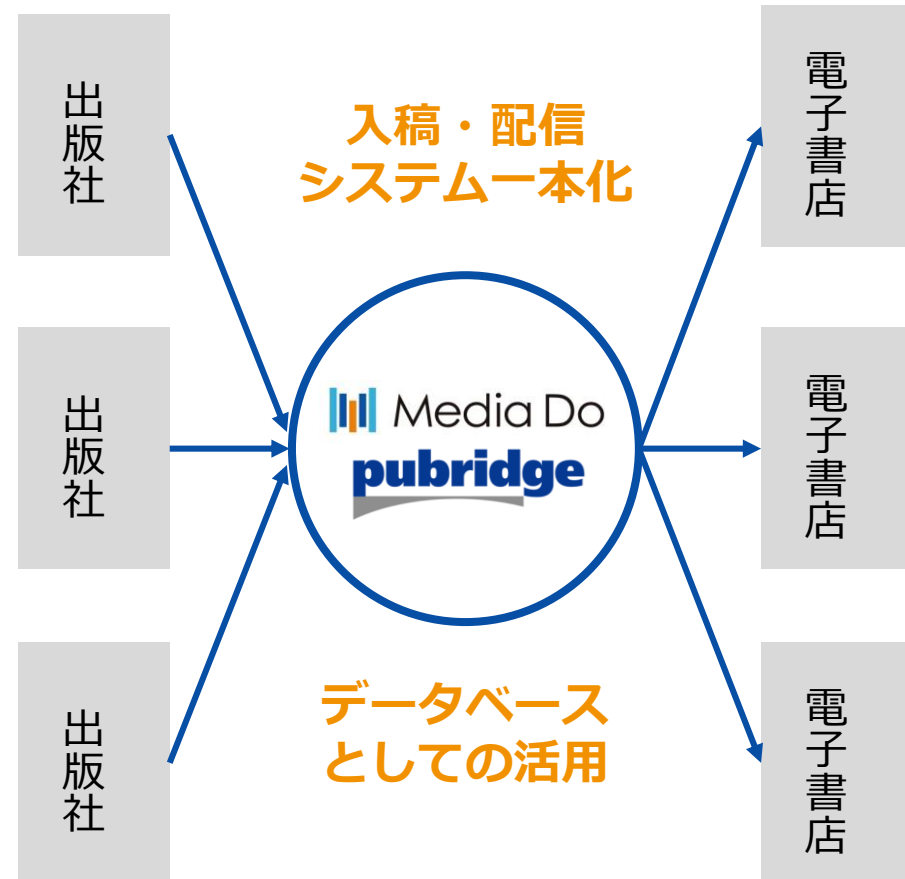 出版社
電子書店
入稿・配信
システム一本化
出版社
Media Do
pubridge
電子書店
データベース
としての活用
出版社
電子書店